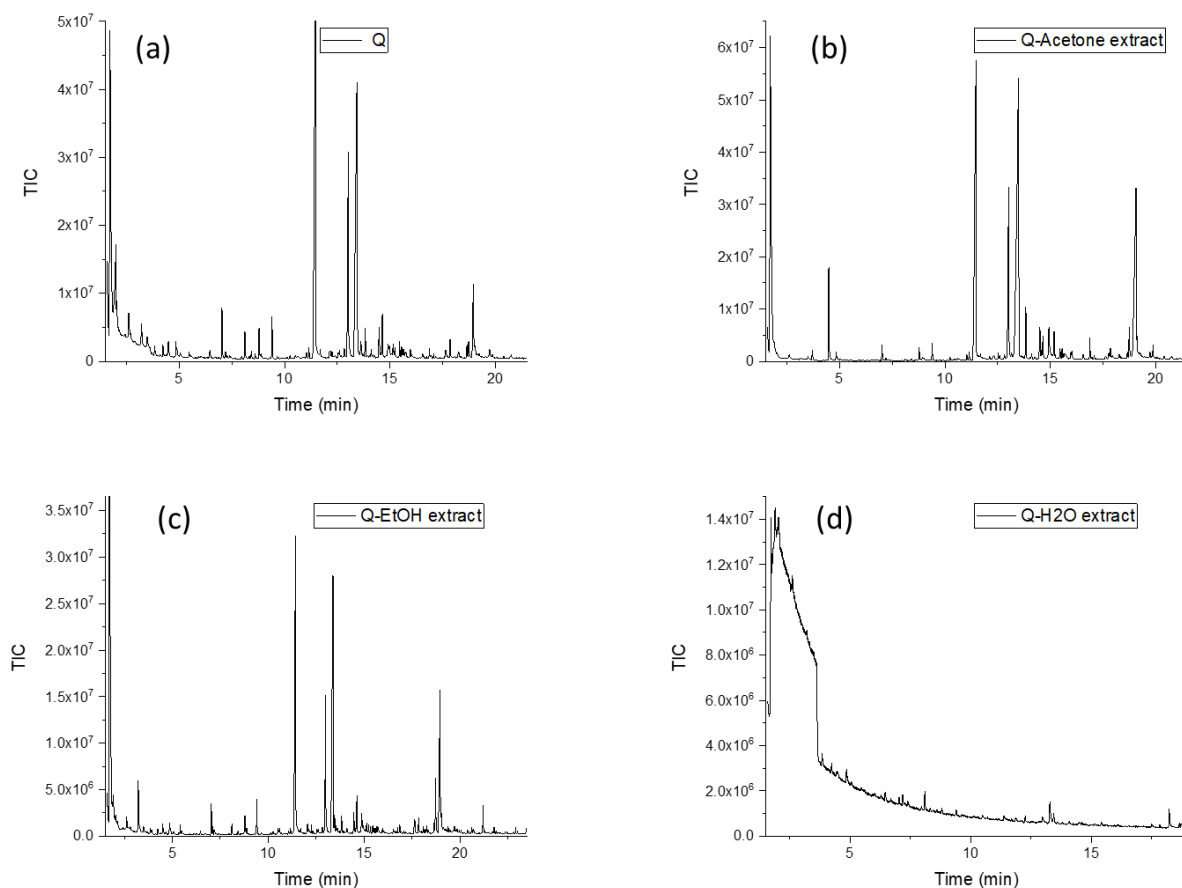 (a)
Q
5x10⁷
4x10⁷
3x10⁷
2x10⁷
1x10⁷
0
TIC
5 10 15 20
Time (min)
(b)
Q-Acetone extract
6x10⁷
5x10⁷
4x10⁷
3x10⁷
2x10⁷
1x10⁷
0
TIC
5 10 15 20
Time (min)
(c)
Q-EtOH extract
3.5x10⁷
3.0x10⁷
2.5x10⁷
2.0x10⁷
1.5x10⁷
1.0x10⁷
5.0x10⁶
0.0
TIC
5 10 15 20
Time (min)
(d)
Q-H2O extract
1.4x10⁷
1.2x10⁷
1.0x10⁷
8.0x10⁶
6.0x10⁶
4.0x10⁶
2.0x10⁶
0.0
TIC
5 10 15
Time (min)